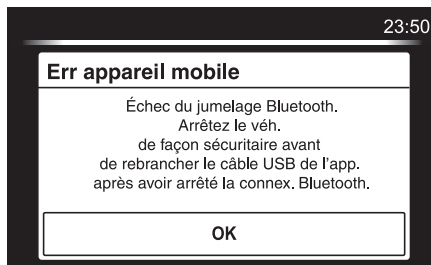 23:50
Err appareil mobile
Échec du jumelage Bluetooth.
Arrêtez le véh.
de façon sécuritaire avant
de rebrancher le câble USB de l'app.
après avoir arrêté la connex. Bluetooth.
OK